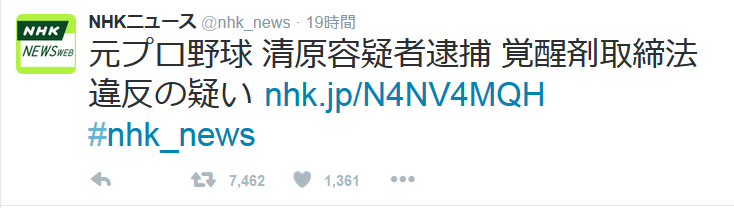 NHK
NEWS WEB
NHKニュース @nhk_news · 19時間
元プロ野球 清原容疑者逮捕 覚醒剤取締法
違反の疑い nhk.jp/N4NV4MQH
#nhk_news
7,462 1,361